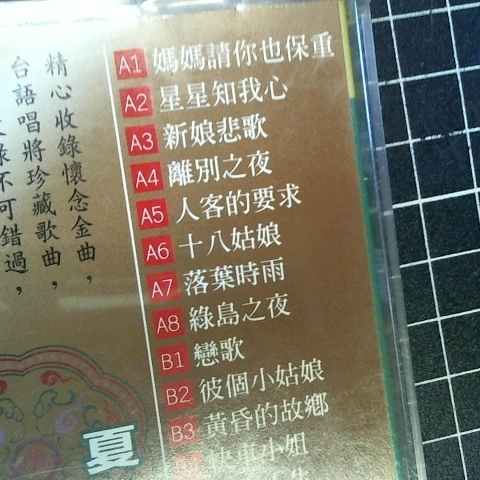 A1 媽媽請你也保重
A2 星星知我心
A3 新娘悲歌
A4 離別之夜
A5 人客的要求
A6 十八姑娘
A7 落葉時雨
A8 綠島之夜
B1 戀歌
B2 彼個小姑娘
B3 黃昏的故鄉
快車小姐
精心收錄懷念金曲，
台語唱將珍藏歌曲，
不可錯過，
夏